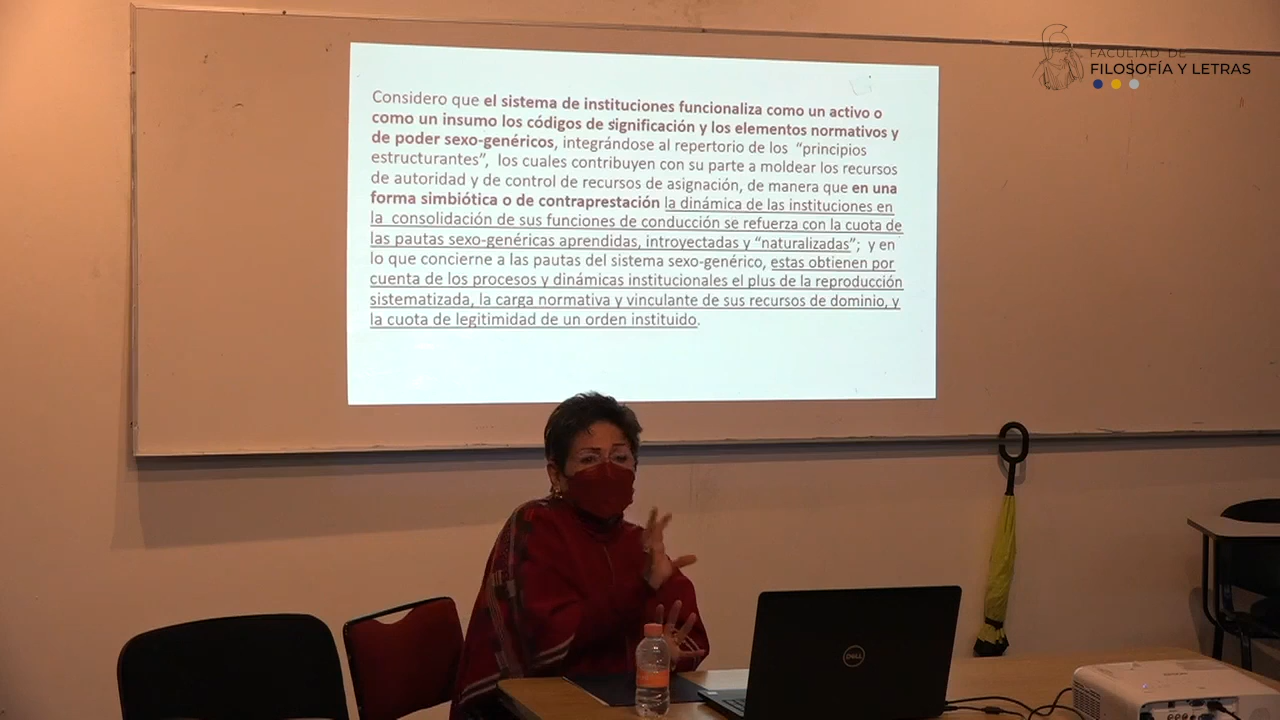 FACULTAD DE
FILOSOFÍA Y LETRAS
Considero que el sistema de instituciones funcionaliza como un activo o
como un insumo los códigos de significación y los elementos normativos y
de poder sexo-genéricos, integrándose al repertorio de los “principios
estructurantes”, los cuales contribuyen con su parte a moldear los recursos
de autoridad y de control de recursos de asignación, de manera que en una
forma simbiótica o de contraprestación la dinámica de las instituciones en
la consolidación de sus funciones de conducción se refuerza con la cuota de
las pautas sexo-genéricas aprendidas, introyectadas y “naturalizadas”; y en
lo que concierne a las pautas del sistema sexo-genérico, estas obtienen por
cuenta de los procesos y dinámicas institucionales el plus de la reproducción
sistematizada, la carga normativa y vinculante de sus recursos de dominio, y
la cuota de legitimidad de un orden instituido.
DELL